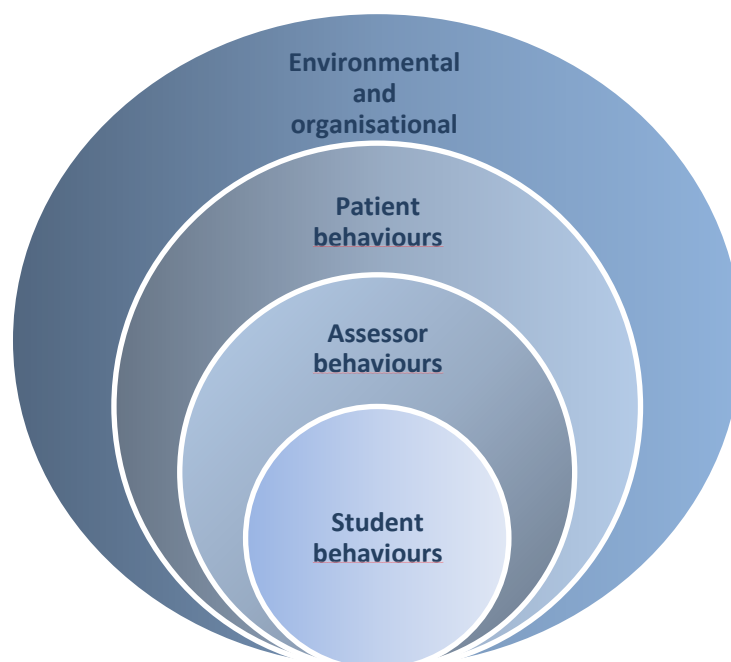 Environmental
and
organisational
Patient
behaviours
Assessor
behaviours
Student
behaviours